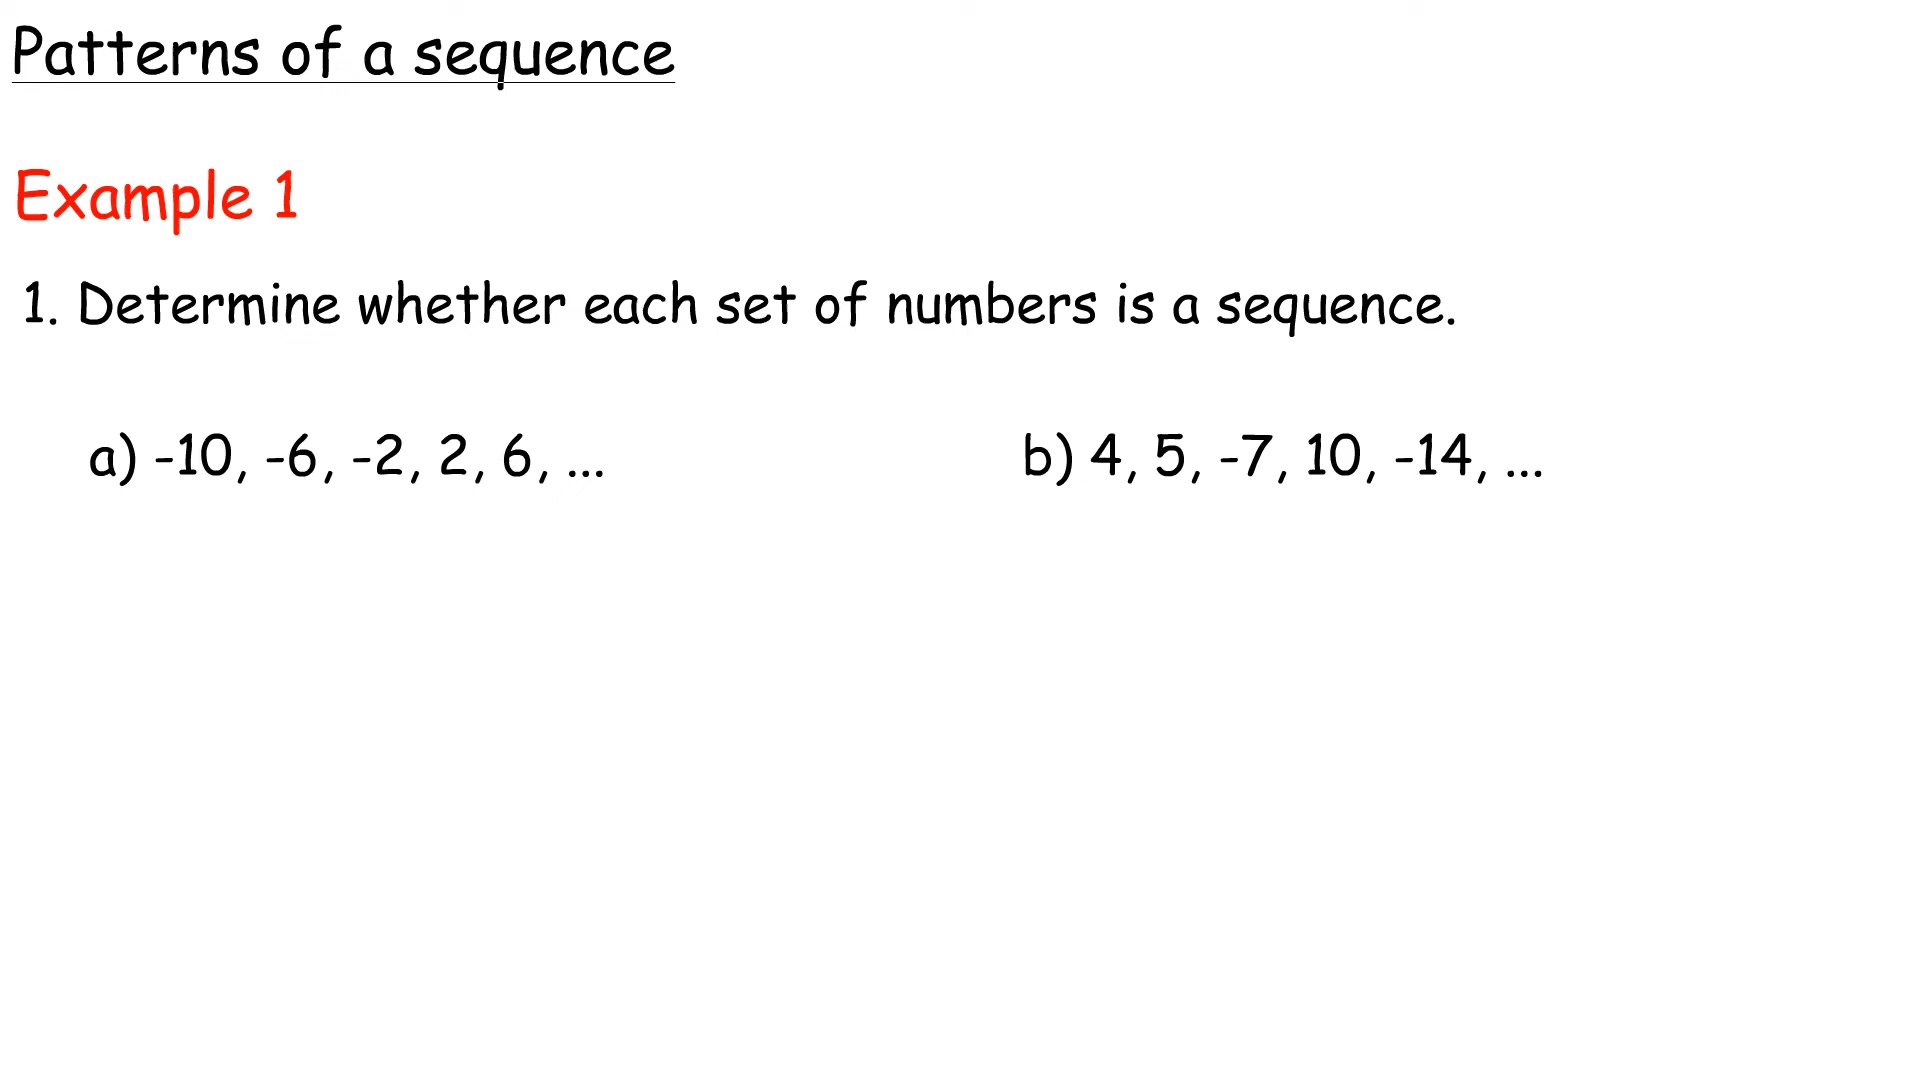 Patterns of a sequence
Example 1
1. Determine whether each set of numbers is a sequence.
a) -10, -6, -2, 2, 6, ...
b) 4, 5, -7, 10, -14, ...